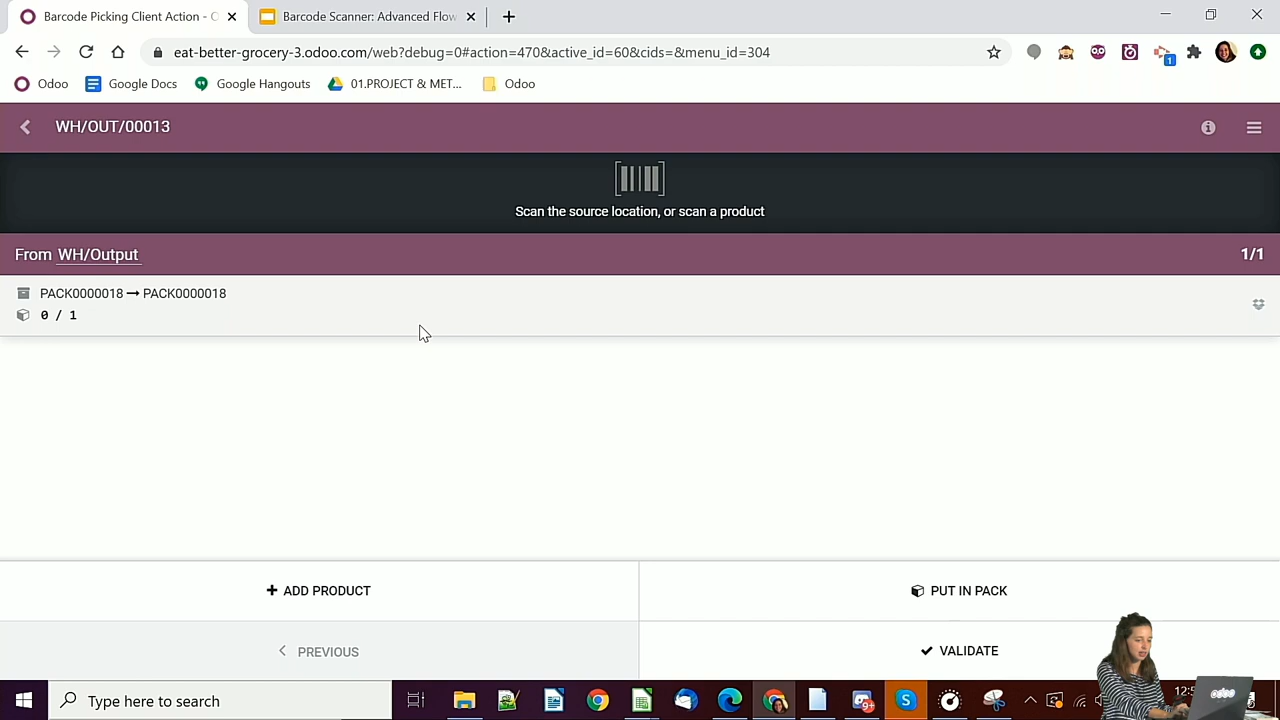 Barcode Picking Client Action - O
Barcode Scanner: Advanced Flow
eat-better-grocery-3.odoo.com/web?debug=0#action=470&active_id=60&cids=&menu_id=304
1
Odoo
Google Docs
Google Hangouts
01.PROJECT & MET...
Odoo
WH/OUT/00013
Scan the source location, or scan a product
From WH/Output
1/1
PACK0000018 → PACK0000018
0 / 1
+ ADD PRODUCT
PUT IN PACK
PREVIOUS
VALIDATE
Type here to search
9+
odoo